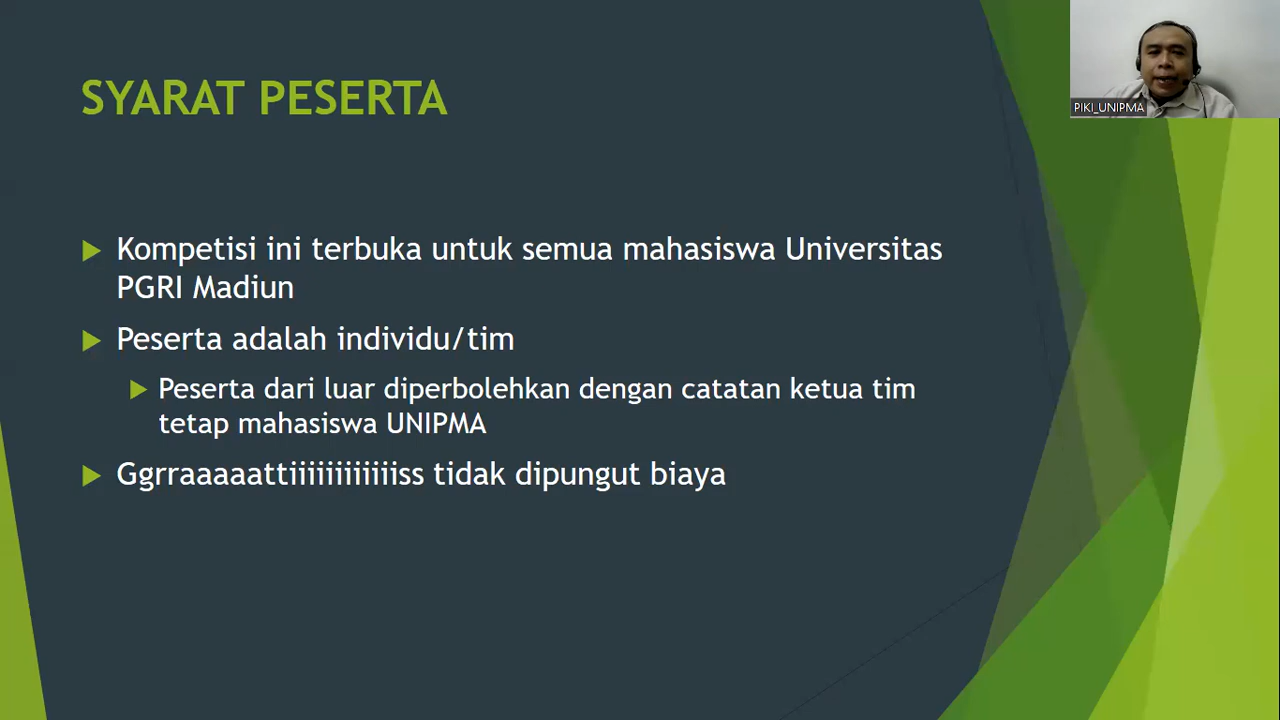 SYARAT PESERTA
PIKI_UNIPMA
Kompetisi ini terbuka untuk semua mahasiswa Universitas
PGRI Madiun
Peserta adalah individu/tim
Peserta dari luar diperbolehkan dengan catatan ketua tim
tetap mahasiswa UNIPMA
Ggrraaaaattiiiiiiiiiiiss tidak dipungut biaya